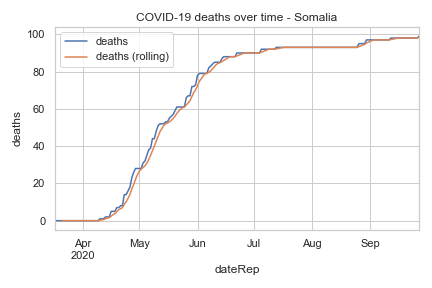 COVID-19 deaths over time - Somalia
deaths
deaths (rolling)
100
80
60
40
20
0
deaths
Apr
2020
May
Jun
Jul
Aug
Sep
dateRep